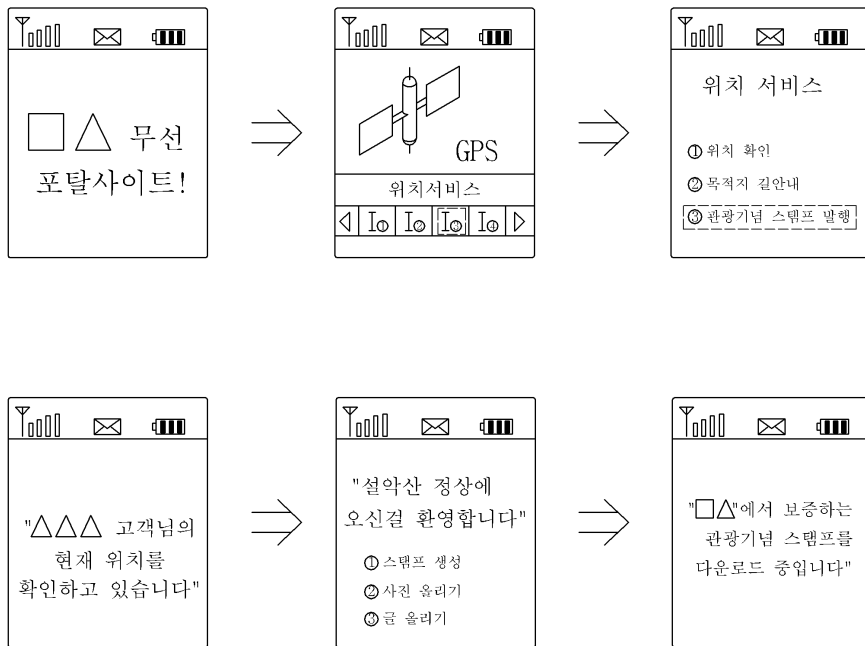 □△ 무선
포탈사이트!
GPS
위치서비스
I① I② I③ I④
위치 서비스
① 위치 확인
② 목적지 길안내
③ 관광기념 스탬프 발행
"△△△ 고객님의
현재 위치를
확인하고 있습니다"
"설악산 정상에
오신걸 환영합니다"
① 스탬프 생성
② 사진 올리기
③ 글 올리기
"□△"에서 보증하는
관광기념 스탬프를
다운로드 중입니다"